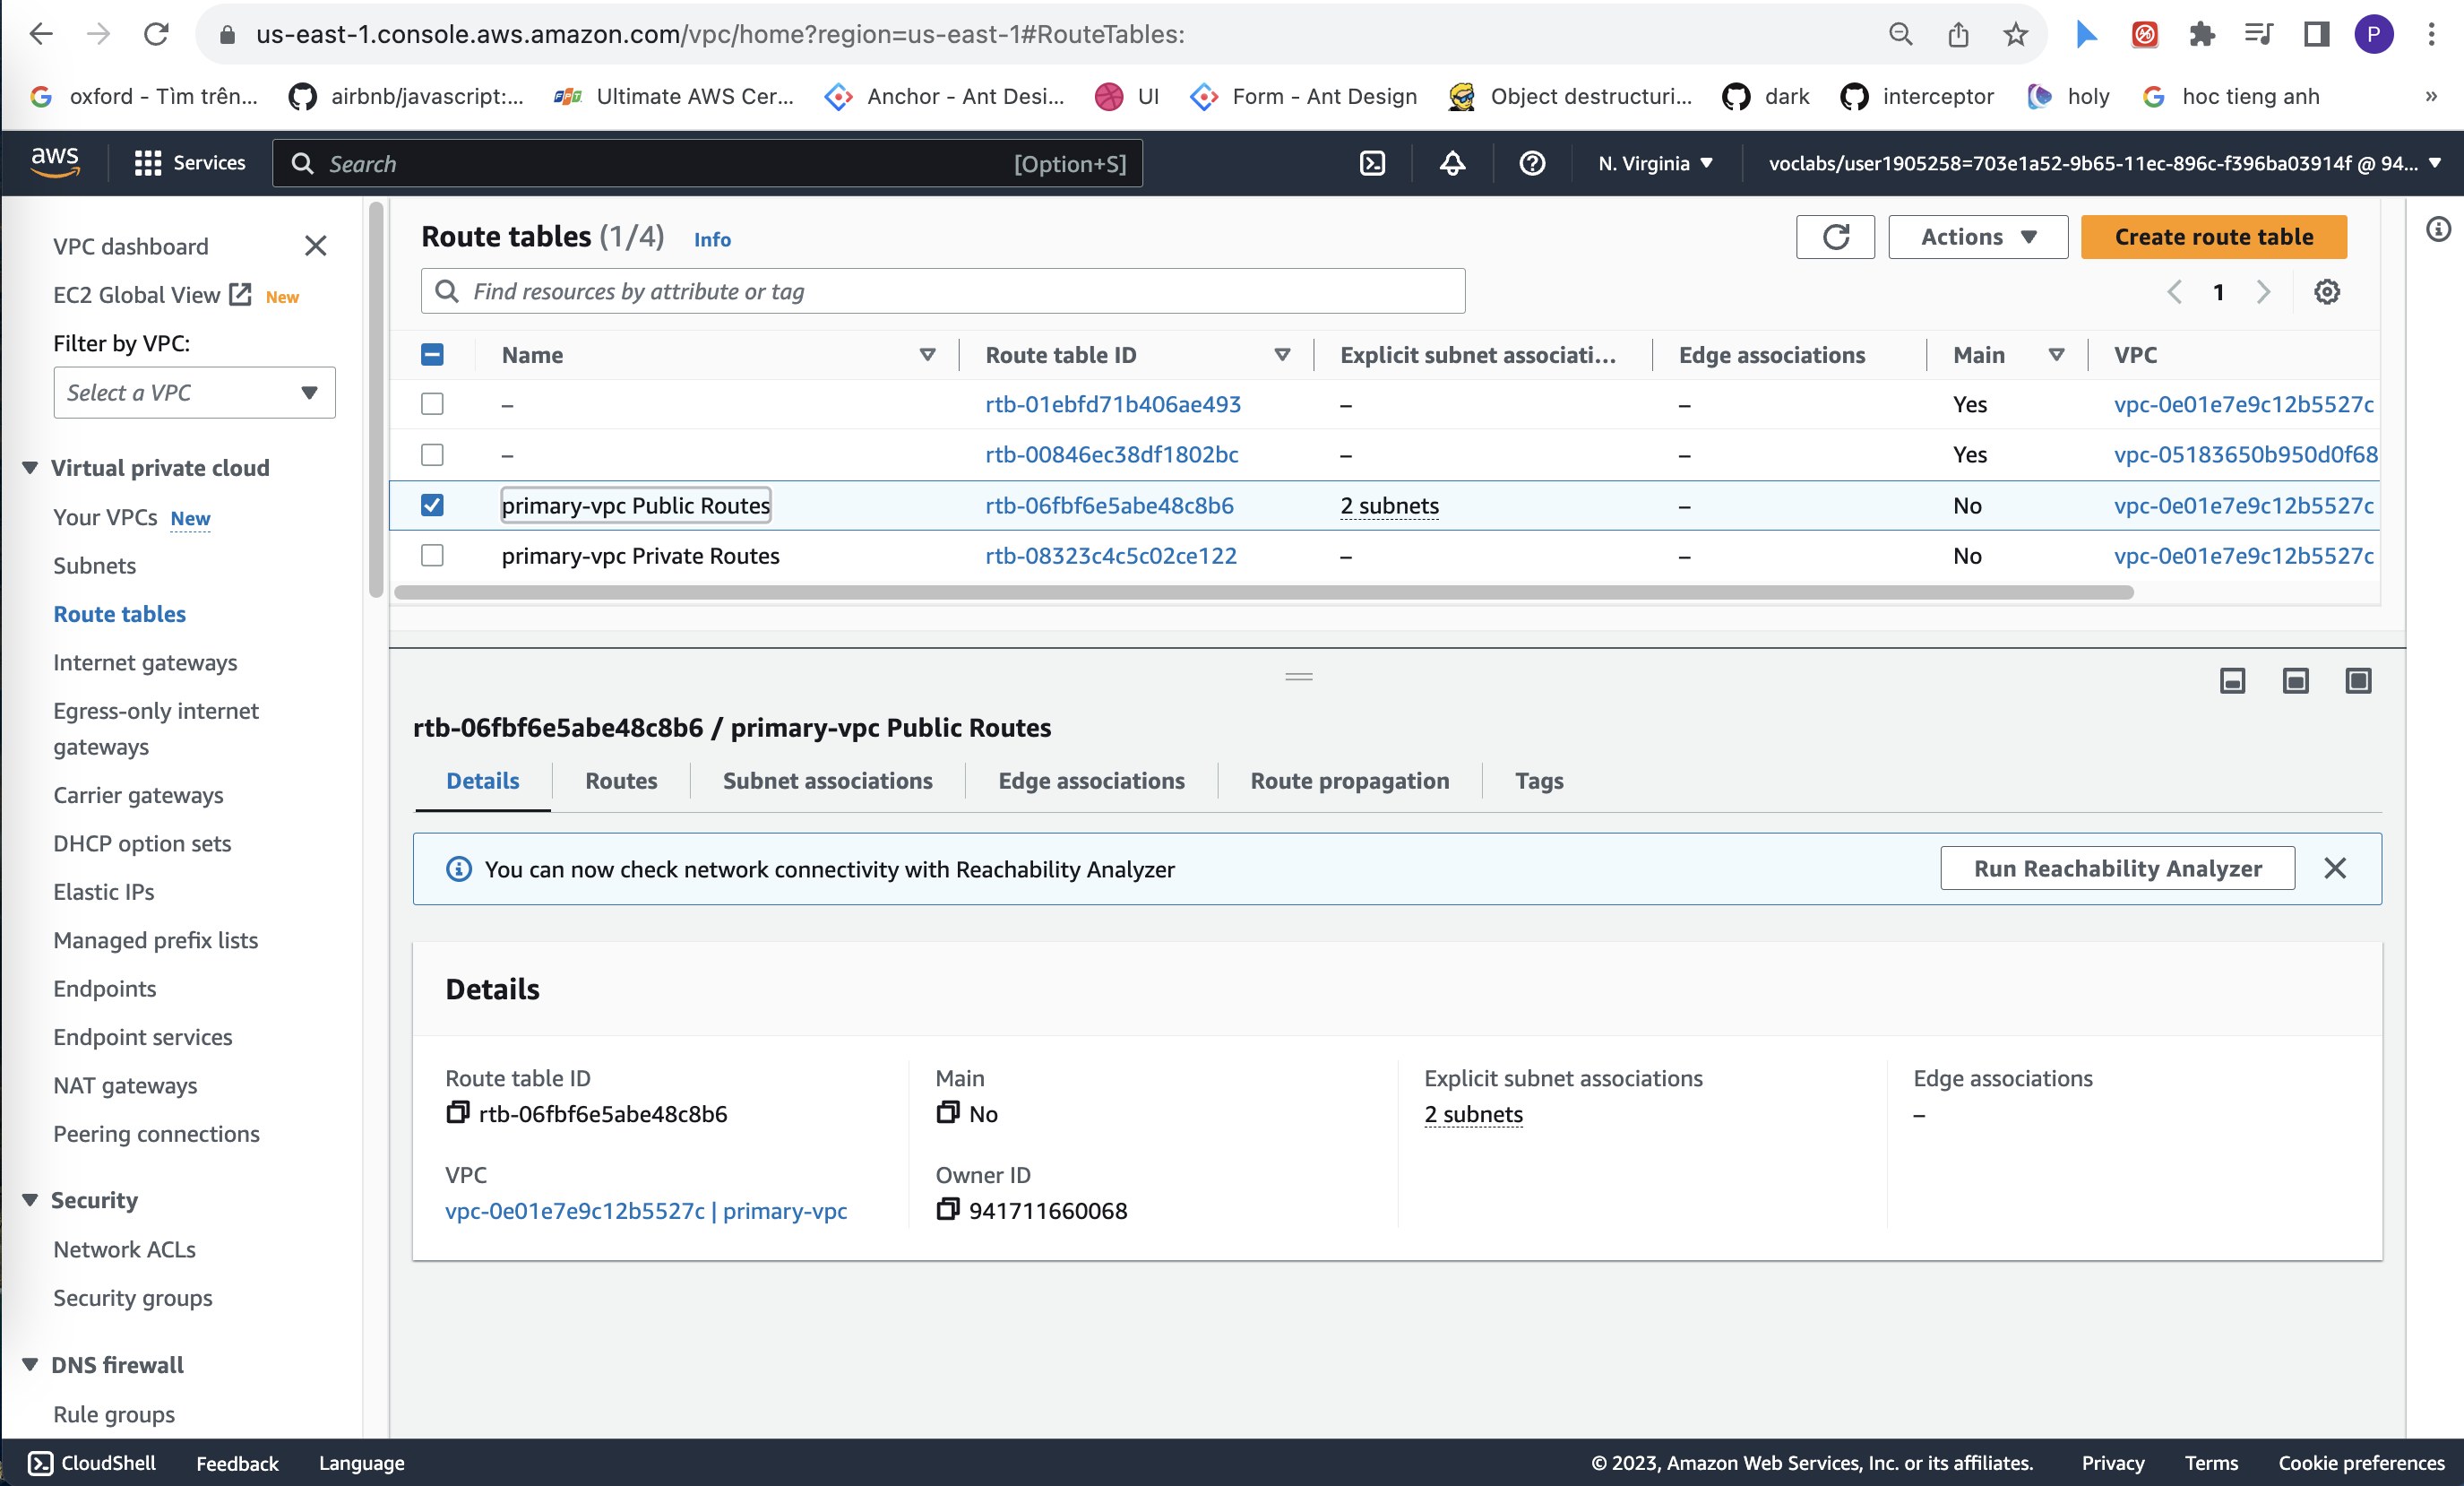 us-east-1.console.aws.amazon.com/vpc/home?region=us-east-1#RouteTables:
P
oxford - Tìm trên...
airbnb/javascript:...
FPT
Ultimate AWS Cer...
Anchor - Ant Desi...
UI
Form - Ant Design
Object destructuri...
dark
interceptor
holy
hoc tieng anh
»
aws
Services
Search
[Option+S]
N. Virginia
voclabs/user1905258=703e1a52-9b65-11ec-896c-f396ba03914f @ 94...
VPC dashboard
EC2 Global View New
Filter by VPC:
Select a VPC
Virtual private cloud
Your VPCs New
Subnets
Route tables
Internet gateways
Egress-only internet
gateways
Carrier gateways
DHCP option sets
Elastic IPs
Managed prefix lists
Endpoints
Endpoint services
NAT gateways
Peering connections
Security
Network ACLs
Security groups
DNS firewall
Rule groups
Route tables (1/4) Info
Actions
Create route table
Find resources by attribute or tag
1
Name Route table ID Explicit subnet associati... Edge associations Main VPC
– rtb-01ebfd71b406ae493 – – Yes vpc-0e01e7e9c12b5527c
– rtb-00846ec38df1802bc – – Yes vpc-05183650b950d0f68
primary-vpc Public Routes rtb-06fbf6e5abe48c8b6 2 subnets – No vpc-0e01e7e9c12b5527c
primary-vpc Private Routes rtb-08323c4c5c02ce122 – – No vpc-0e01e7e9c12b5527c
rtb-06fbf6e5abe48c8b6 / primary-vpc Public Routes
Details Routes Subnet associations Edge associations Route propagation Tags
You can now check network connectivity with Reachability Analyzer
Run Reachability Analyzer
Details
Route table ID
rtb-06fbf6e5abe48c8b6
Main
No
Explicit subnet associations
2 subnets
Edge associations
–
VPC
vpc-0e01e7e9c12b5527c | primary-vpc
Owner ID
941711660068
CloudShell Feedback Language
© 2023, Amazon Web Services, Inc. or its affiliates. Privacy Terms Cookie preferences